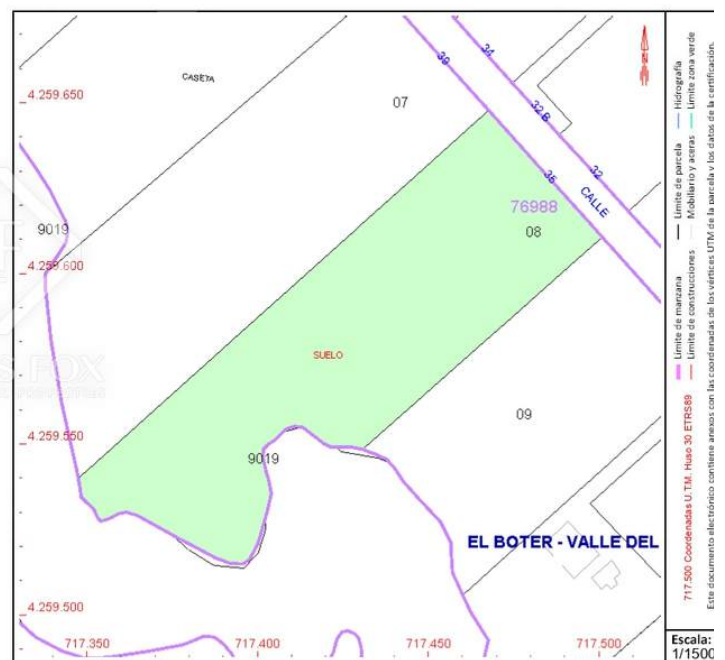 CASETA
4.259.650
07
39
34
32.B
35
32
CALLE
76988
08
9019
4.259.600
S FOX
SUELO
09
4.259.550
9019
EL BOTER - VALLE DEL
4.259.500
717.350
717.400
717.450
717.500
717.500 Coordenadas U.T.M. Huso 30 ETRS89
Límite de manzana
Límite de parcela
Hidrografía
Límite de construcciones
Mobiliario y aceras
Límite zona verde
Este documento electrónico contiene anexos con las coordenadas de los vértices UTM de la parcela y los datos de la certificación.
Escala:
1/1500